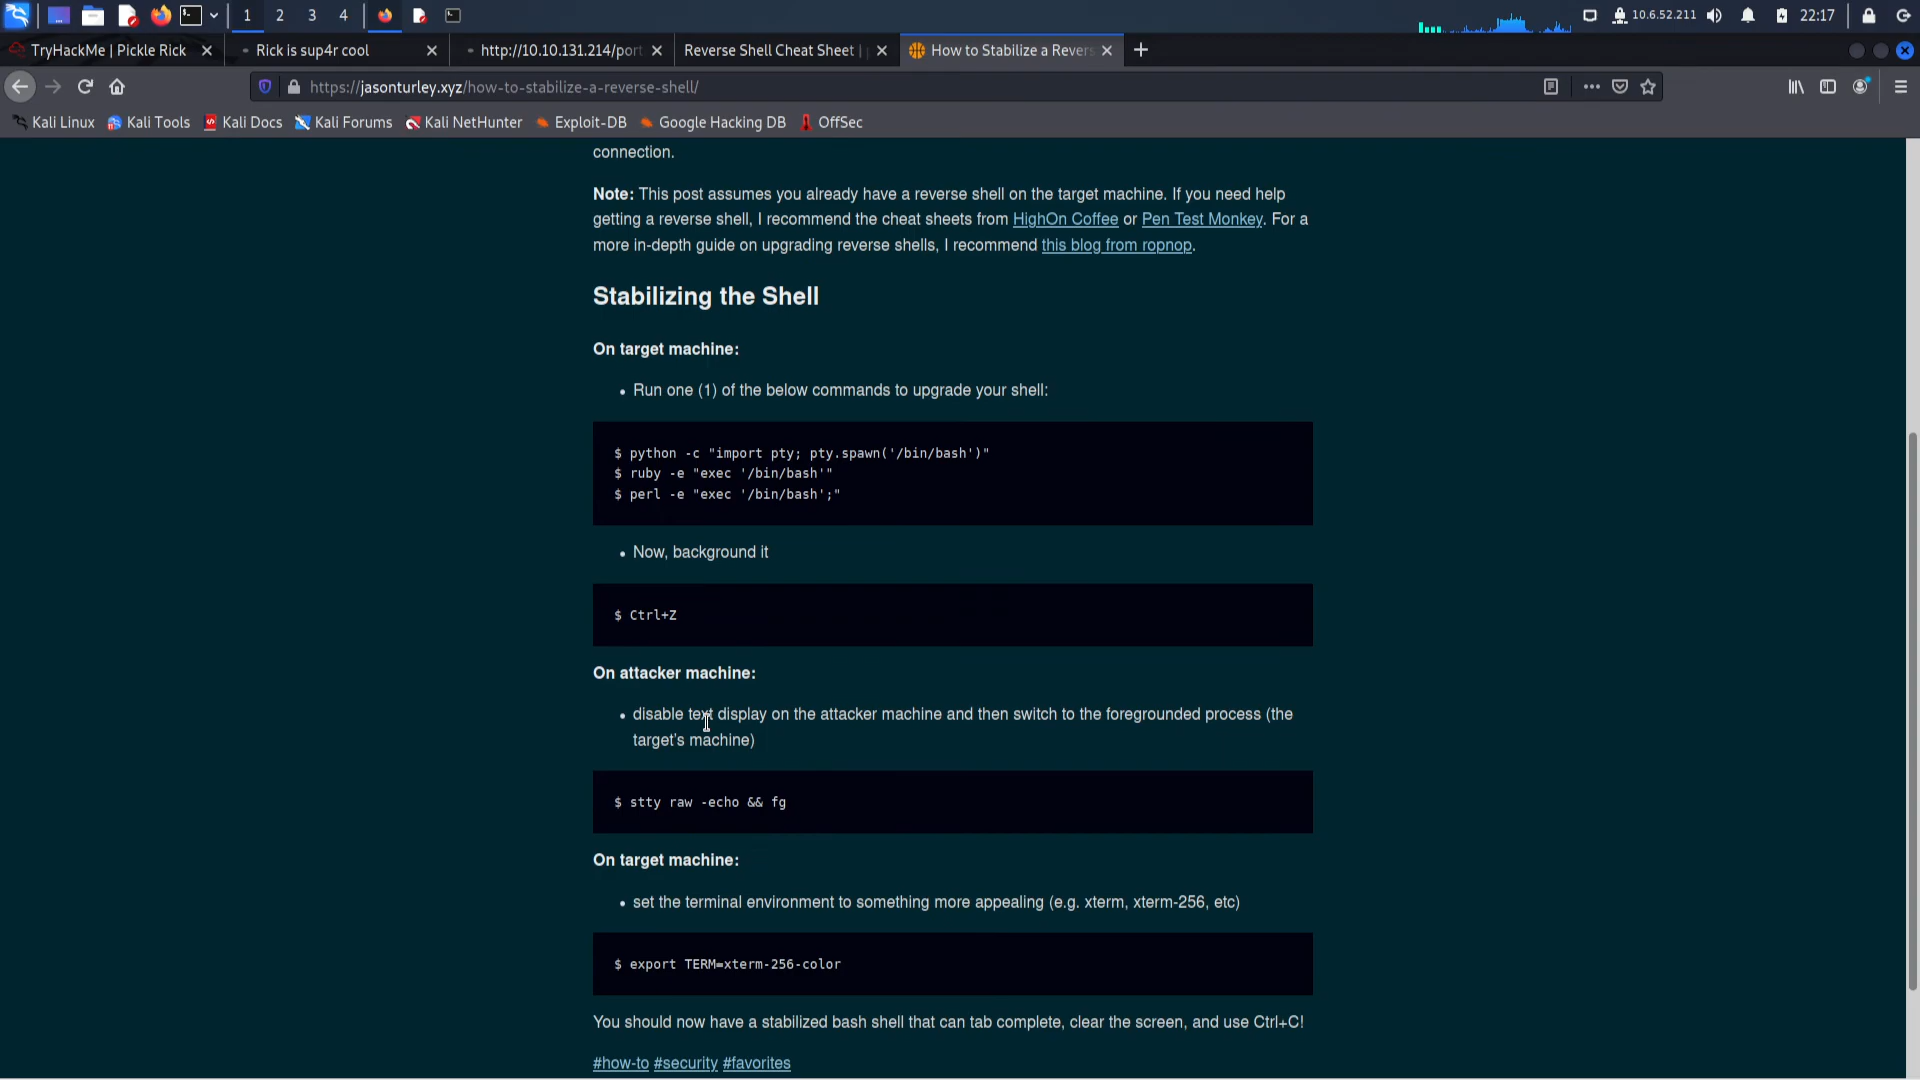 1 2 3 4 10.6.52.211 22:17
TryHackMe | Pickle Rick Rick is sup4r cool http://10.10.131.214/port Reverse Shell Cheat Sheet | How to Stabilize a Revers
https://jasonturley.xyz/how-to-stabilize-a-reverse-shell/
Kali Linux Kali Tools Kali Docs Kali Forums Kali NetHunter Exploit-DB Google Hacking DB OffSec
connection.
Note: This post assumes you already have a reverse shell on the target machine. If you need help
getting a reverse shell, I recommend the cheat sheets from HighOn Coffee or Pen Test Monkey. For a
more in-depth guide on upgrading reverse shells, I recommend this blog from ropnop.
Stabilizing the Shell
On target machine:
• Run one (1) of the below commands to upgrade your shell:
$ python -c "import pty; pty.spawn('/bin/bash')"
$ ruby -e "exec '/bin/bash'"
$ perl -e "exec '/bin/bash';"
• Now, background it
$ Ctrl+Z
On attacker machine:
• disable text display on the attacker machine and then switch to the foregrounded process (the
target's machine)
$ stty raw -echo && fg
On target machine:
• set the terminal environment to something more appealing (e.g. xterm, xterm-256, etc)
$ export TERM=xterm-256-color
You should now have a stabilized bash shell that can tab complete, clear the screen, and use Ctrl+C!
#how-to #security #favorites